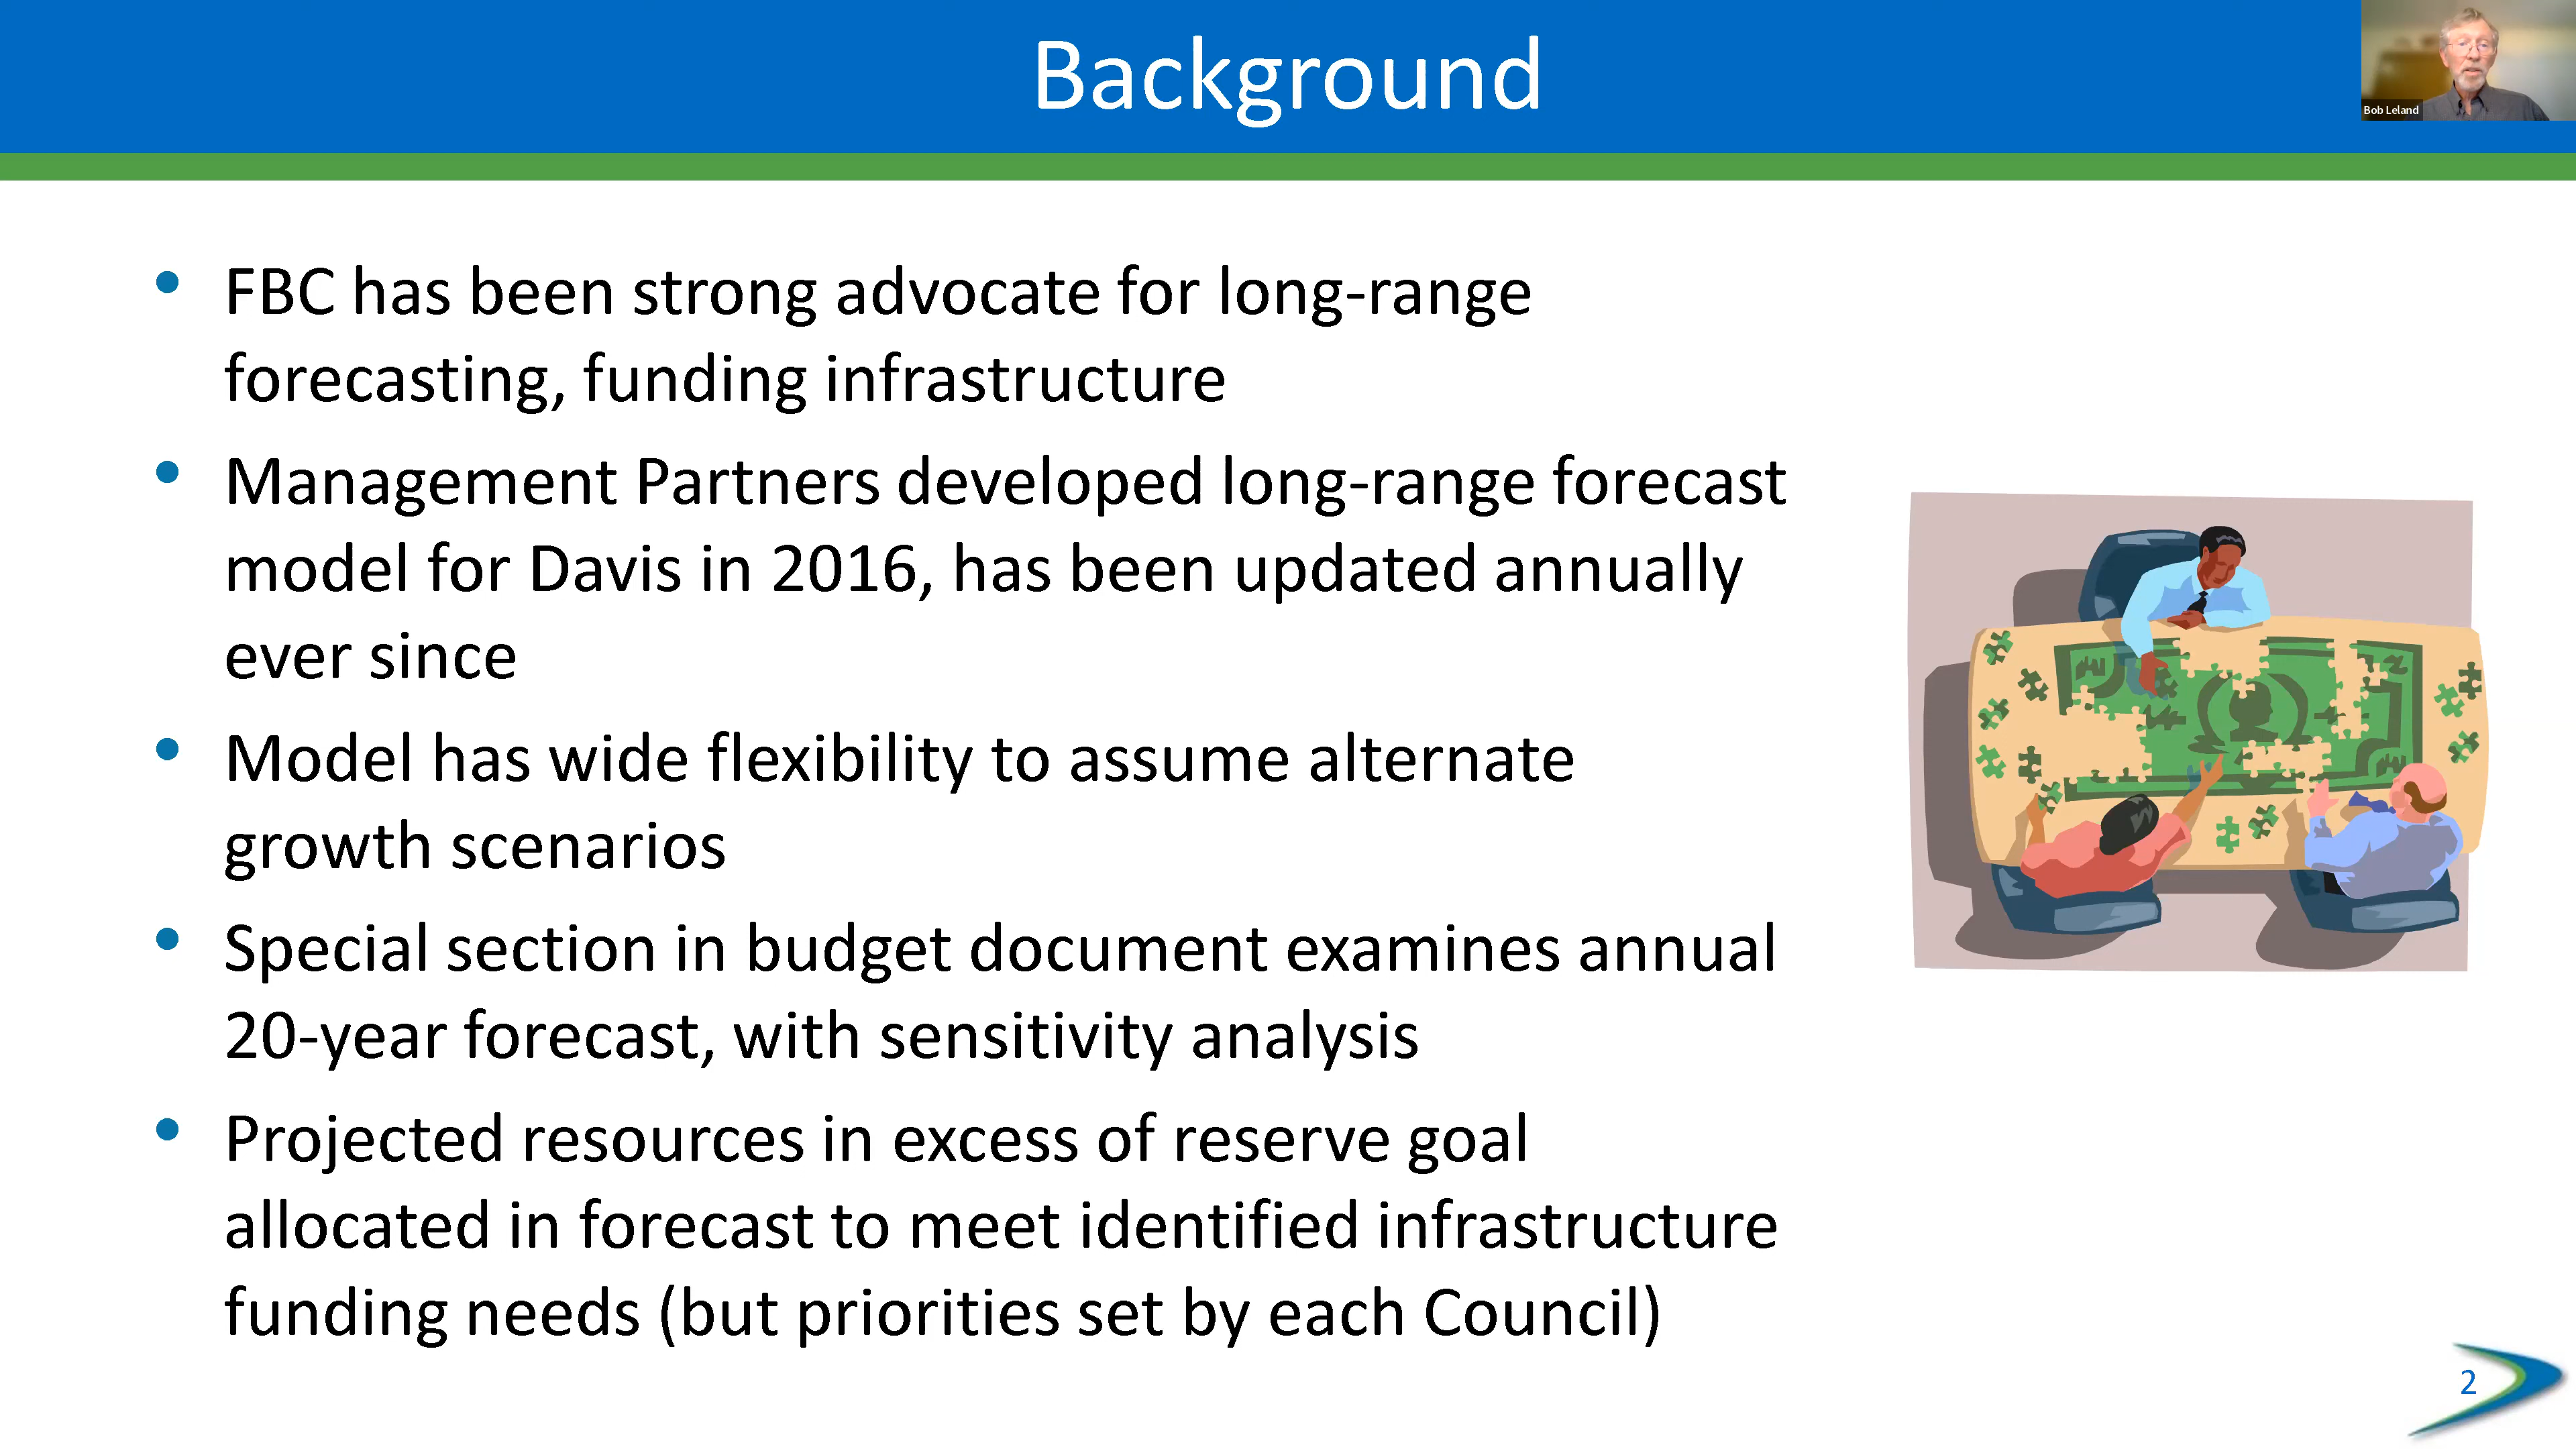 Background
Bob Leland
• FBC has been strong advocate for long-range
forecasting, funding infrastructure
• Management Partners developed long-range forecast
model for Davis in 2016, has been updated annually
ever since
• Model has wide flexibility to assume alternate
growth scenarios
• Special section in budget document examines annual
20-year forecast, with sensitivity analysis
• Projected resources in excess of reserve goal
allocated in forecast to meet identified infrastructure
funding needs (but priorities set by each Council)
2